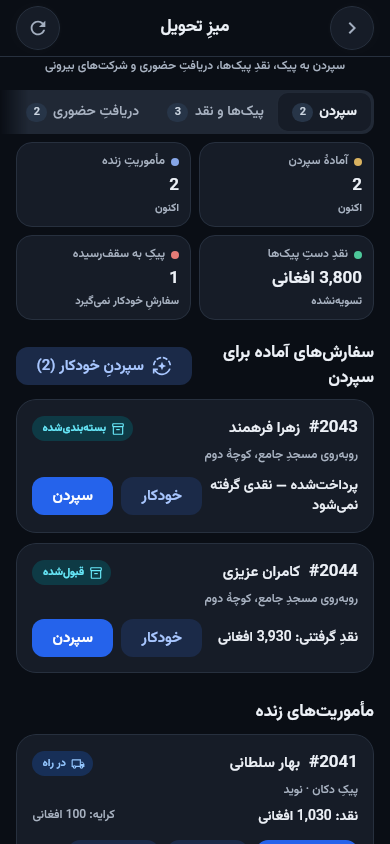 میزِ تحویل
سپردن به پیک، نقدِ پیک‌ها، دریافتِ حضوری و شرکت‌های بیرونی
سپردن 2 پیک‌ها و نقد 3 دریافتِ حضوری 2
آمادهٔ سپردن
2
اکنون
مأموریتِ زنده
2
اکنون
نقدِ دستِ پیک‌ها
3,800 افغانی
تسویه‌نشده
پیکِ به سقف‌رسیده
1
سفارشِ خودکار نمی‌گیرد
سفارش‌های آماده برای
سپردن
سپردنِ خودکار (2)
#2043 زهرا فرهمند
بسته‌بندی‌شده
روبه‌روی مسجدِ جامع، کوچهٔ دوم
پرداخت‌شده — نقدی گرفته
نمی‌شود
خودکار
سپردن
#2044 کامران عزیزی
قبول‌شده
روبه‌روی مسجدِ جامع، کوچهٔ دوم
نقدِ گرفتنی: 3,930 افغانی
خودکار
سپردن
مأموریت‌های زنده
#2041 بهار سلطانی
در راه
پیکِ دکان · نوید
نقد: 1,030 افغانی
کرایه: 100 افغانی